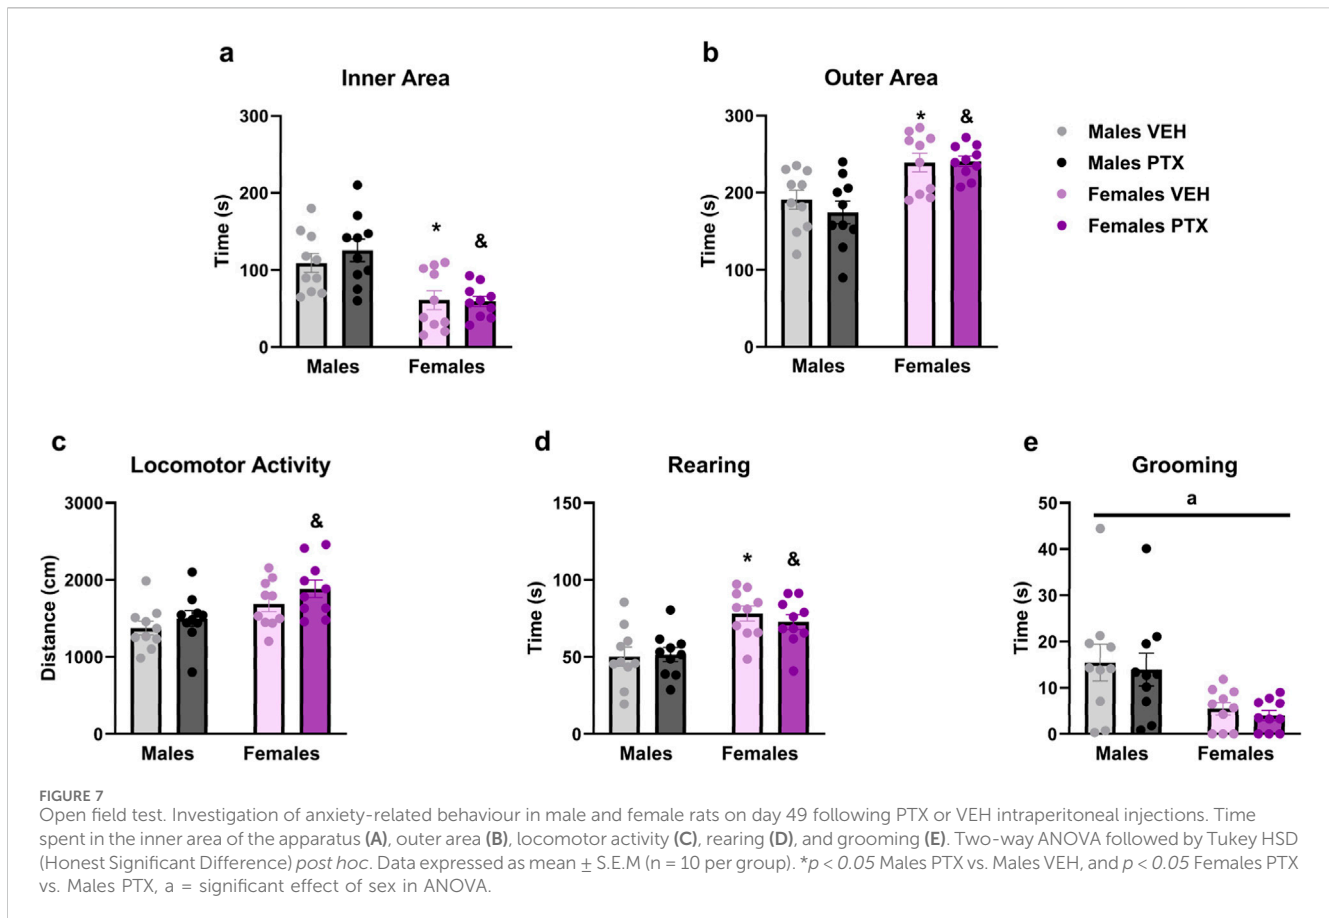 a
Inner Area
300
200
100
0
Time (s)
*
&
Males Females
b
Outer Area
300
200
100
0
Time (s)
*
&
Males Females
Males VEH
Males PTX
Females VEH
Females PTX
c
Locomotor Activity
3000
2000
1000
0
Distance (cm)
&
Males Females
d
Rearing
150
100
50
0
Time (s)
*
&
Males Females
e
Grooming
50
40
30
20
10
0
Time (s)
a
Males Females
FIGURE 7
Open field test. Investigation of anxiety-related behaviour in male and female rats on day 49 following PTX or VEH intraperitoneal injections. Time
spent in the inner area of the apparatus (A), outer area (B), locomotor activity (C), rearing (D), and grooming (E). Two-way ANOVA followed by Tukey HSD
(Honest Significant Difference) post hoc. Data expressed as mean ± S.E.M (n = 10 per group). *p < 0.05 Males PTX vs. Males VEH, and p < 0.05 Females PTX
vs. Males PTX, a = significant effect of sex in ANOVA.